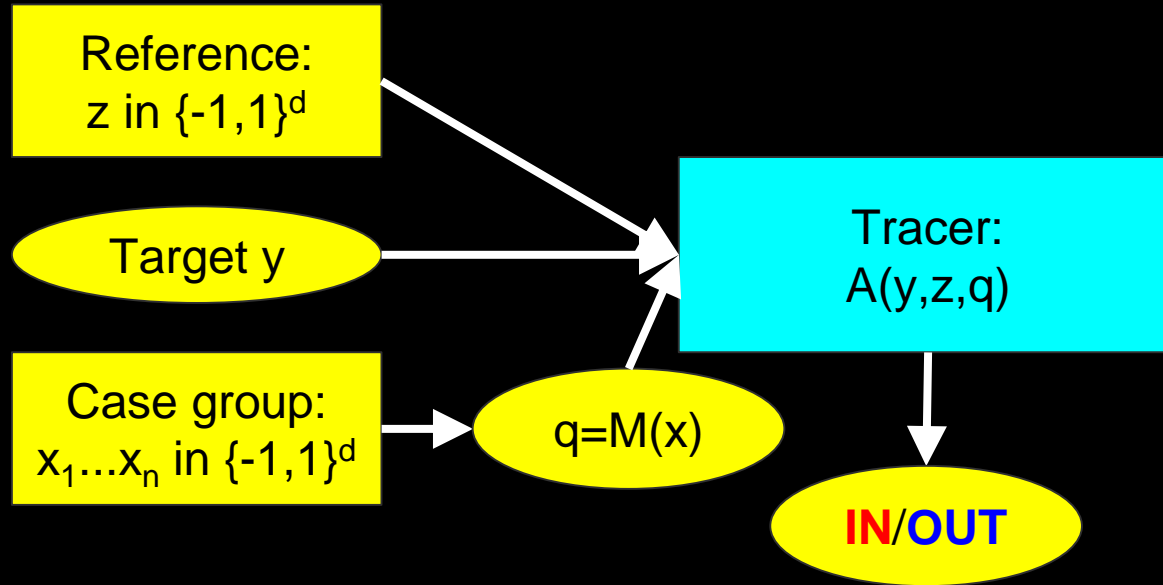 Reference:
z in {-1,1}ᵈ
Target y
Case group:
x₁...xₙ in {-1,1}ᵈ
q=M(x)
Tracer:
A(y,z,q)
IN/OUT